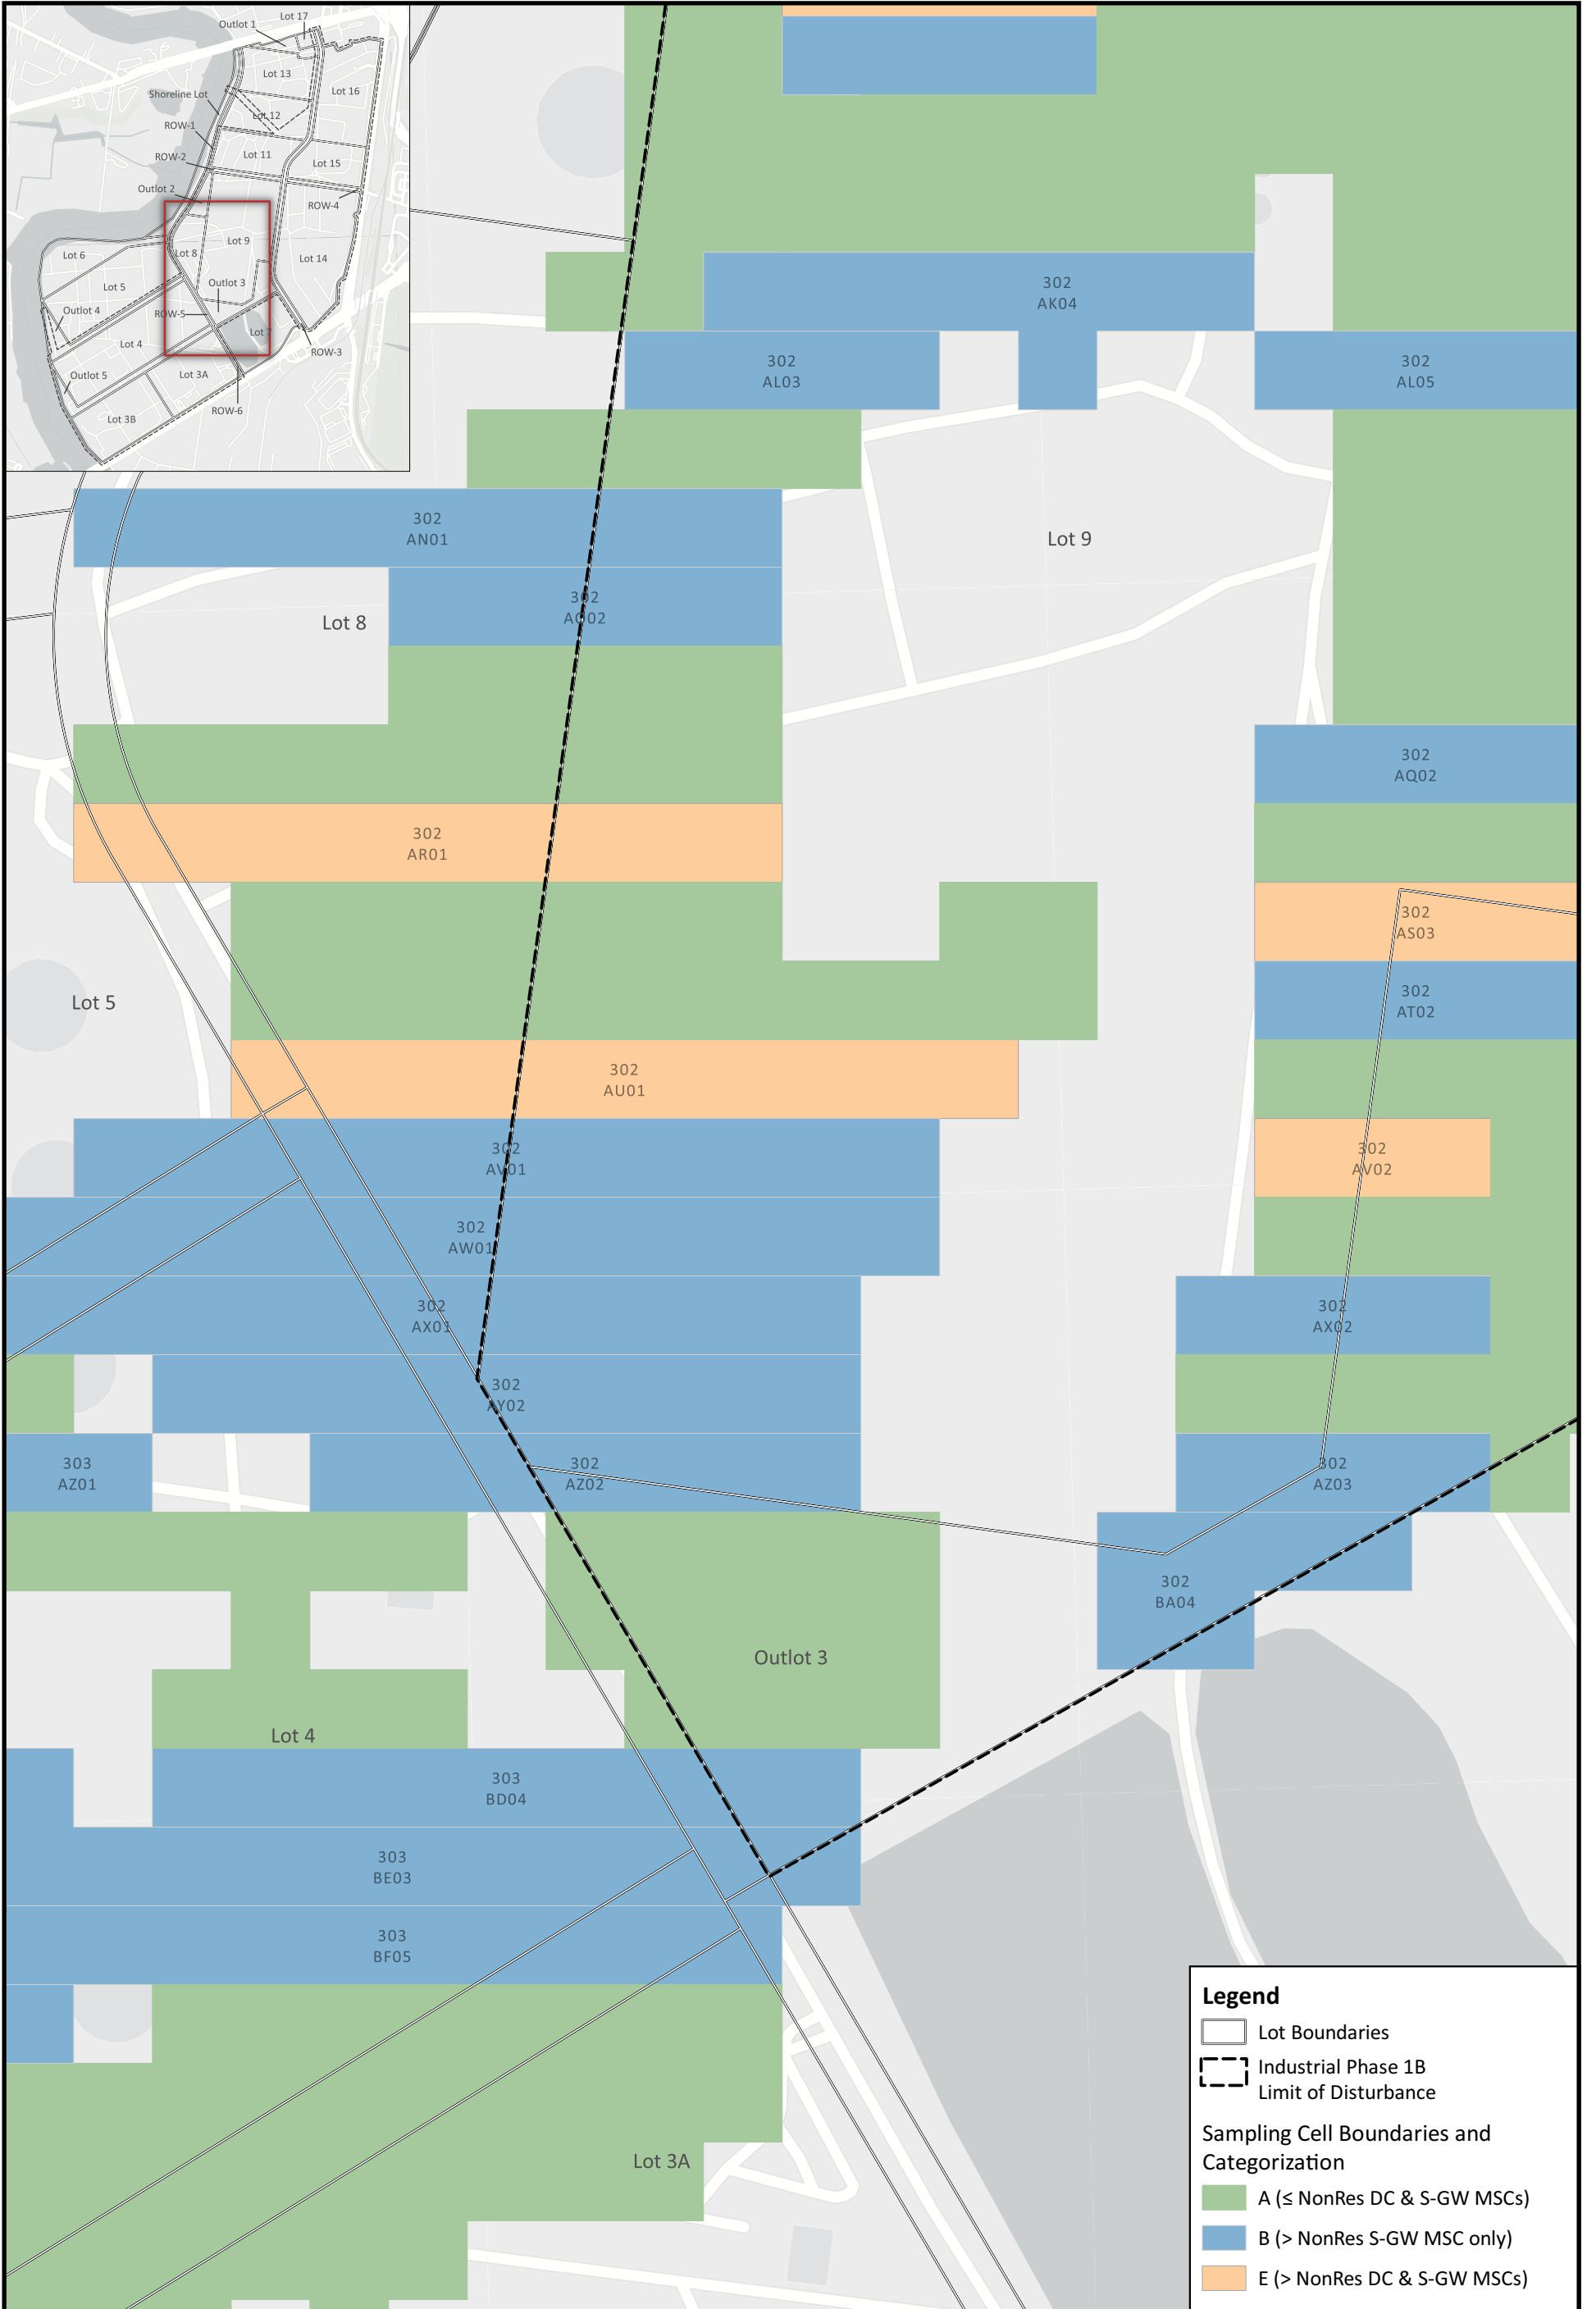 Outlot 1
Lot 17
Lot 13
Lot 16
Shoreline Lot
Lot 12
ROW-1
Lot 11
ROW-2
Lot 15
Outlot 2
ROW-4
Lot 9
Lot 8
Lot 6
Lot 14
Lot 5
Outlot 3
Outlot 4
ROW-5
Lot 7
Lot 4
ROW-3
Outlot 5
Lot 3A
ROW-6
Lot 3B
302
AK04
302
AL03
302
AL05
302
AN01
Lot 9
302
AO02
Lot 8
302
AQ02
302
AR01
302
AS03
Lot 5
302
AT02
302
AU01
302
AV01
302
AV02
302
AW01
302
AX01
302
AX02
302
AY02
303
AZ01
302
AZ02
302
AZ03
302
BA04
Outlot 3
Lot 4
303
BD04
303
BE03
303
BF05
Lot 3A
Legend
Lot Boundaries
Industrial Phase 1B
Limit of Disturbance
Sampling Cell Boundaries and
Categorization
A (≤ NonRes DC & S-GW MSCs)
B (> NonRes S-GW MSC only)
E (> NonRes DC & S-GW MSCs)